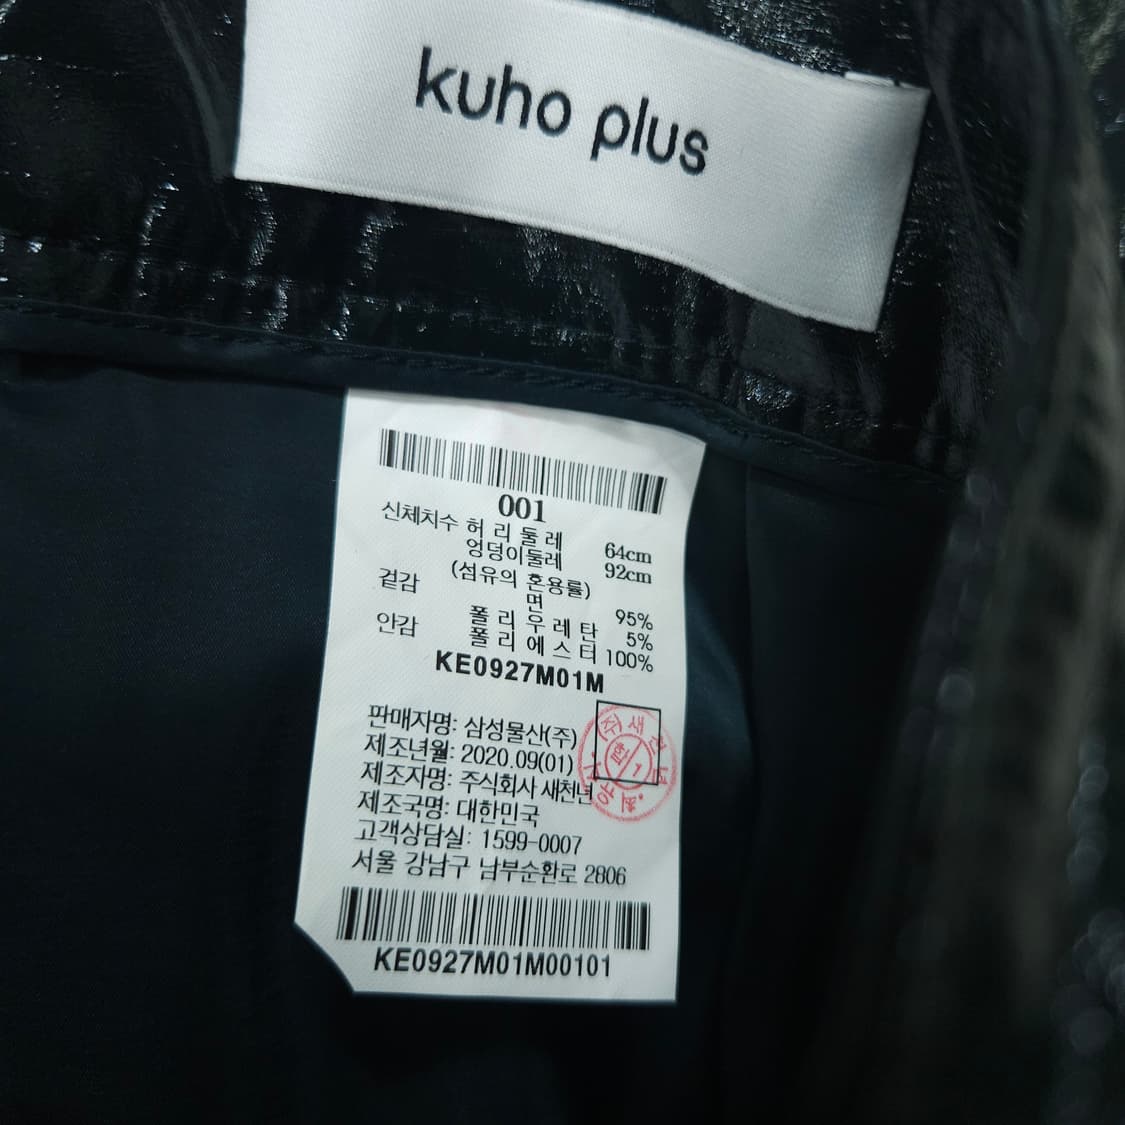 kuho plus
001
신체치수 허리둘레 64cm
엉덩이둘레 92cm
(섬유의 혼용률)
겉감 면 95%
폴리우레탄 5%
안감 폴리에스터 100%
KE0927M01M
판매자명: 삼성물산(주)
제조년월: 2020.09(01)
제조자명: 주식회사 새천년
제조국명: 대한민국
고객상담실: 1599-0007
서울 강남구 남부순환로 2806
KE0927M01M00101